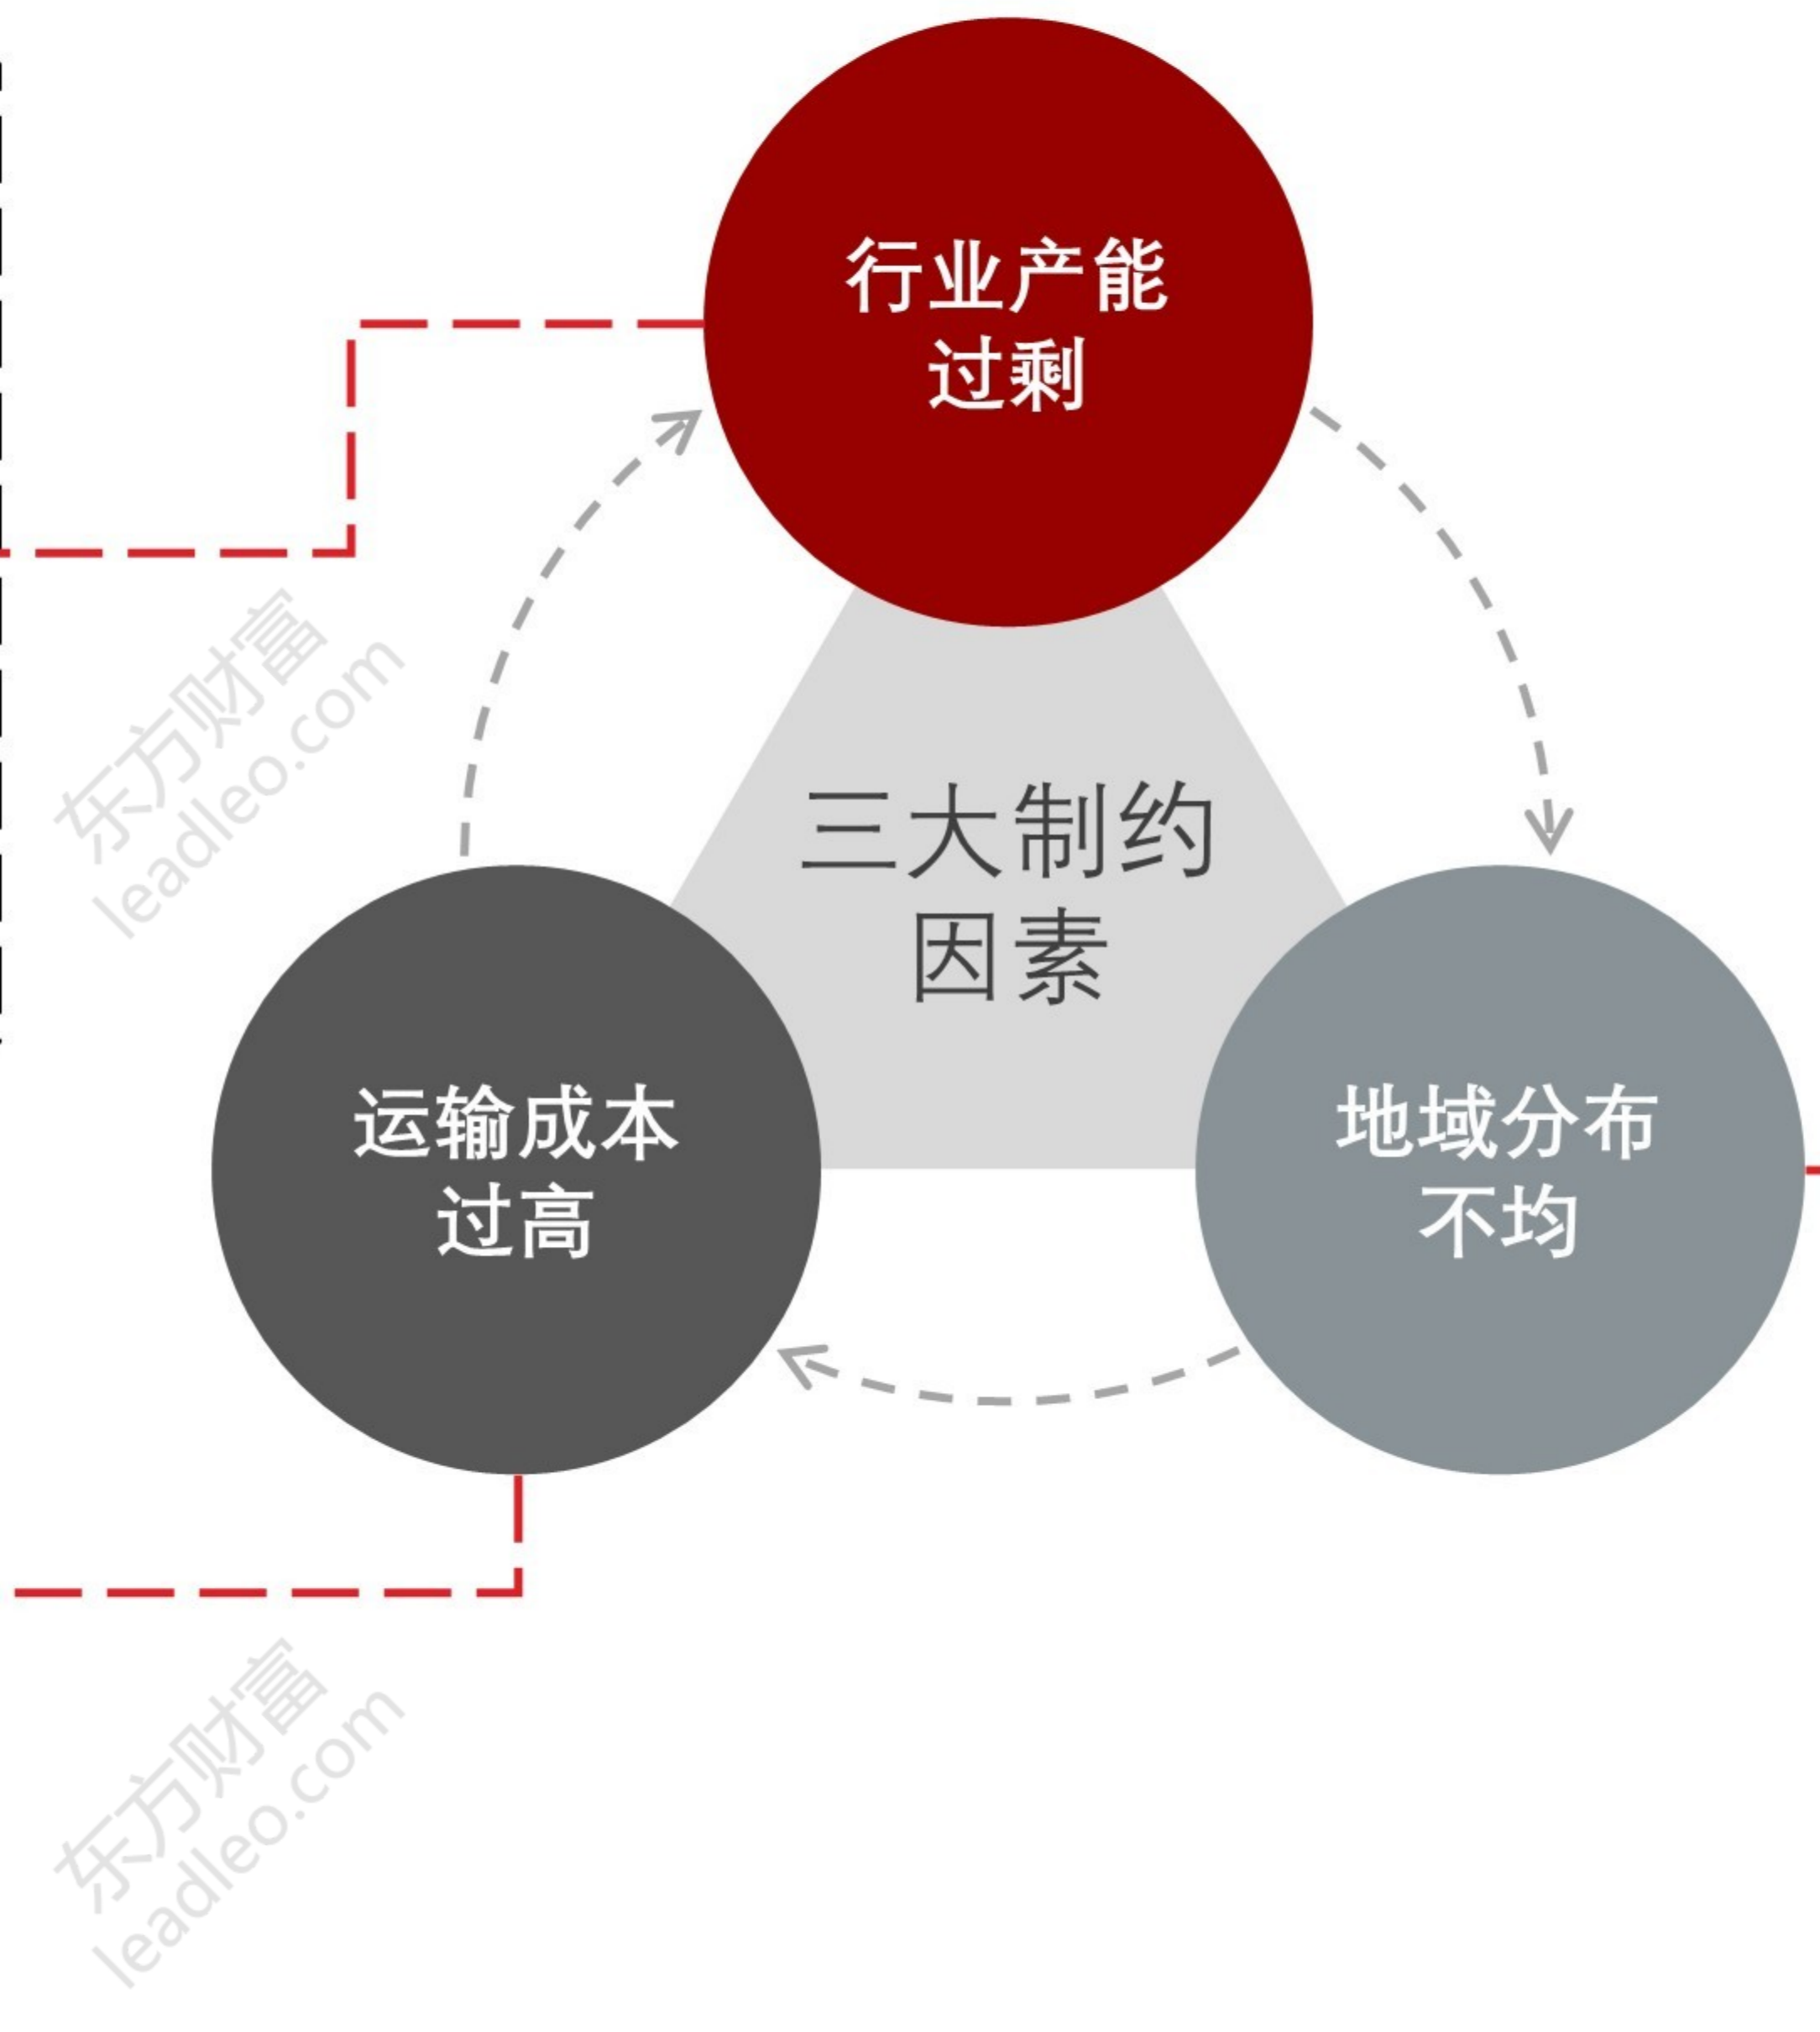 行业产能
过剩
三大制约
因素
运输成本
过高
地域分布
不均
东方财富
leadleo.com
东方财富
leadleo.com